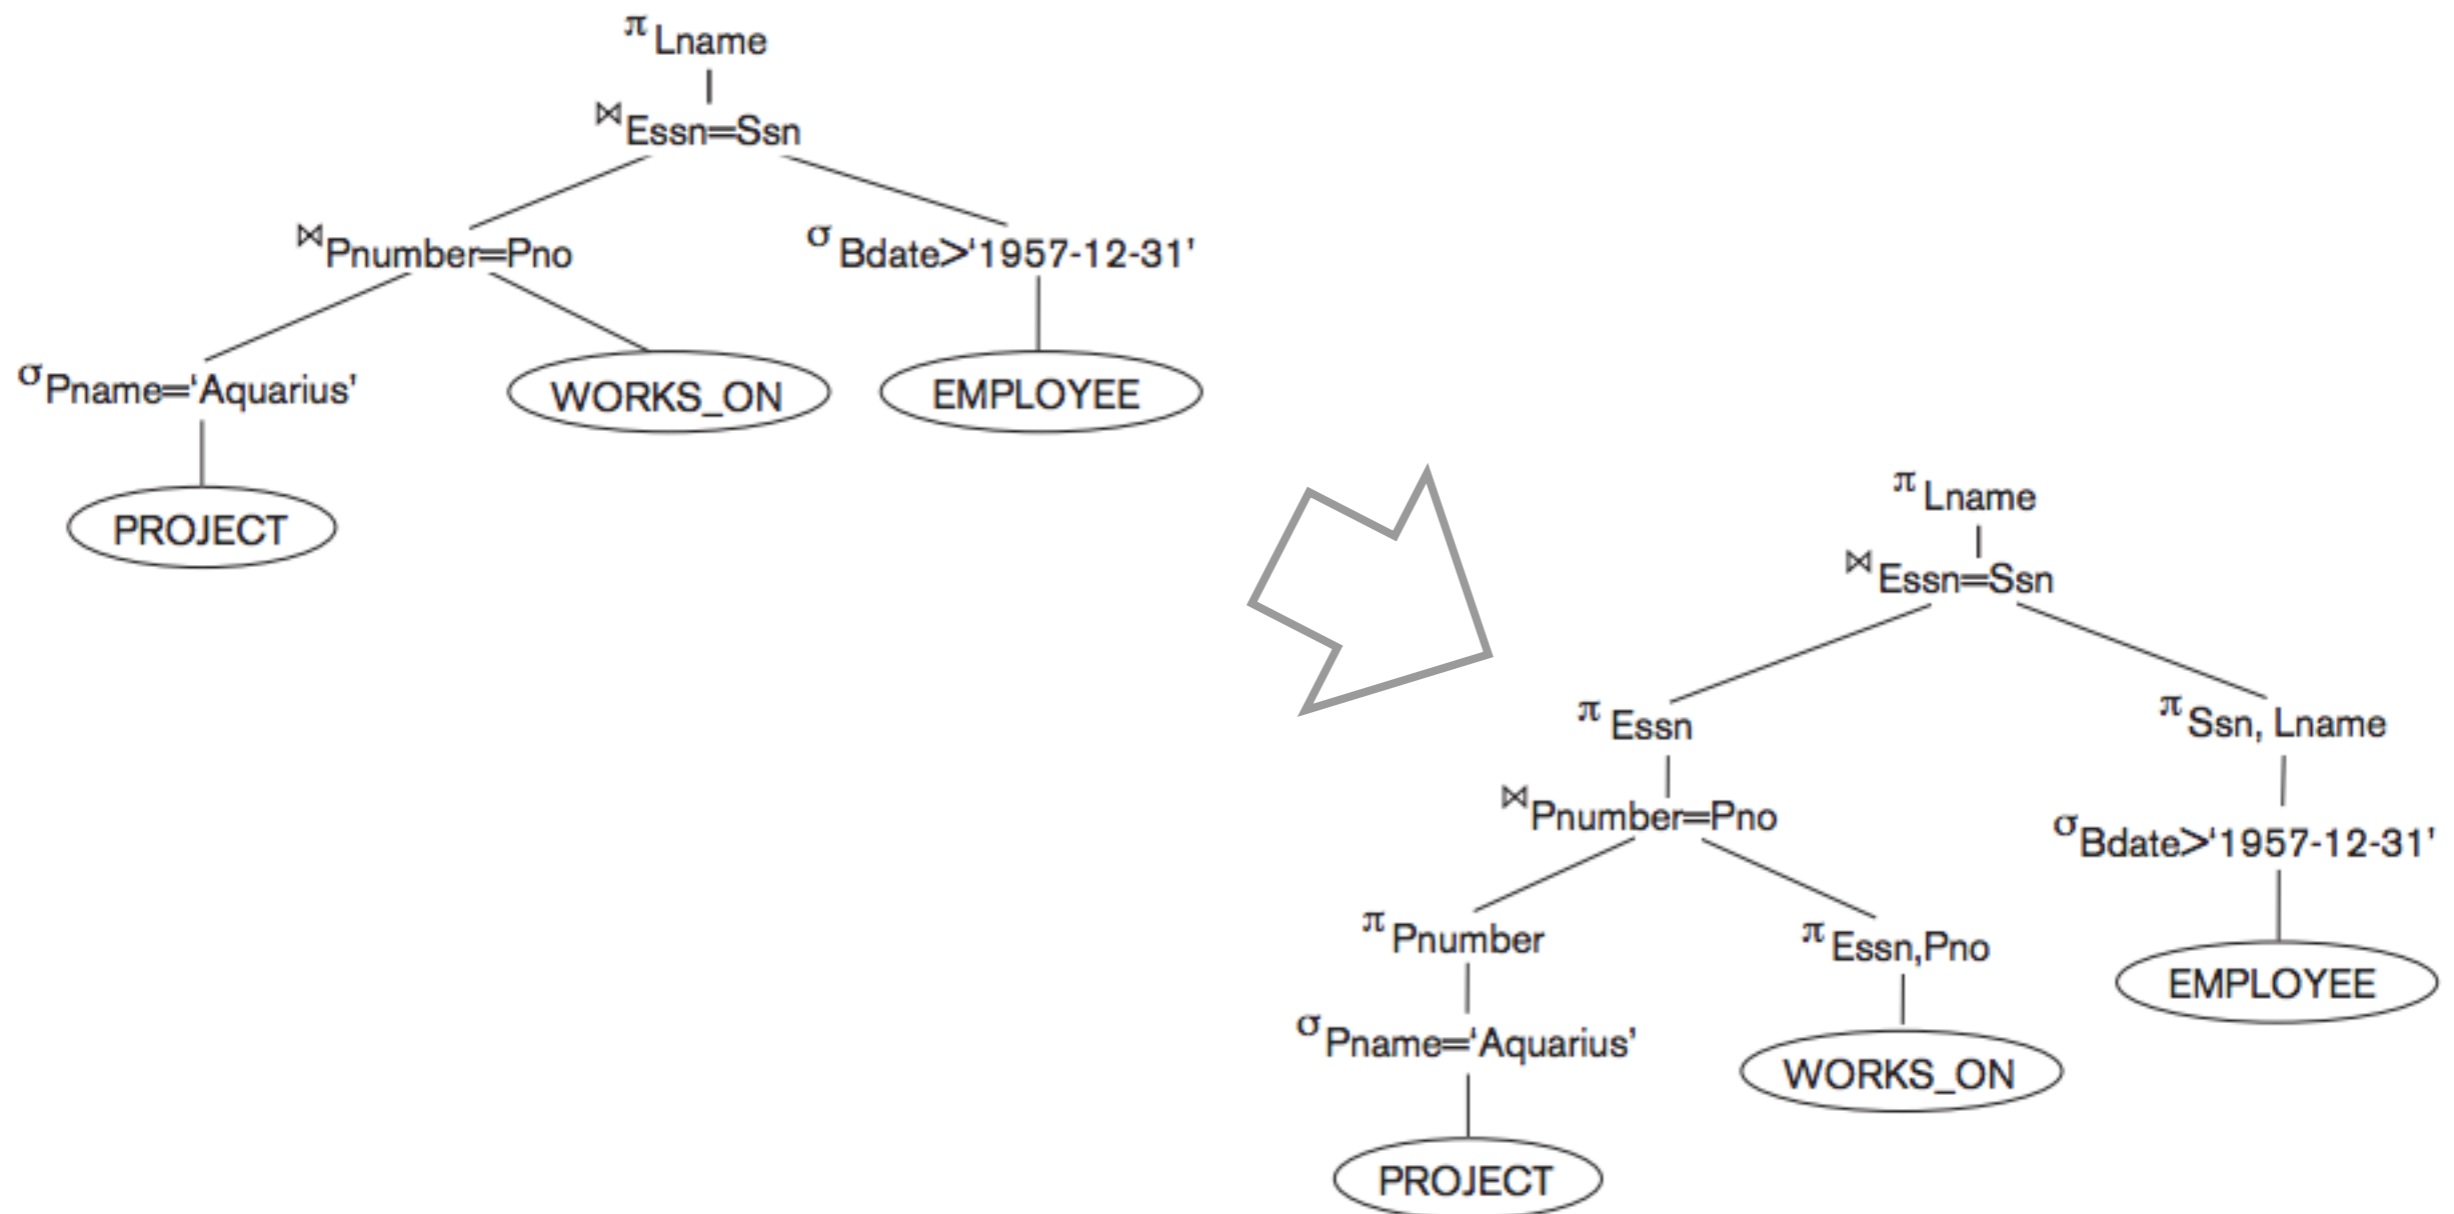 π Lname
⋈ Essn=Ssn
⋈ Pnumber=Pno
σ Bdate>‘1957-12-31’
σ Pname=‘Aquarius’
WORKS_ON
EMPLOYEE
PROJECT
π Lname
⋈ Essn=Ssn
π Essn
π Ssn, Lname
⋈ Pnumber=Pno
σ Bdate>‘1957-12-31’
π Pnumber
π Essn,Pno
EMPLOYEE
σ Pname=‘Aquarius’
WORKS_ON
PROJECT